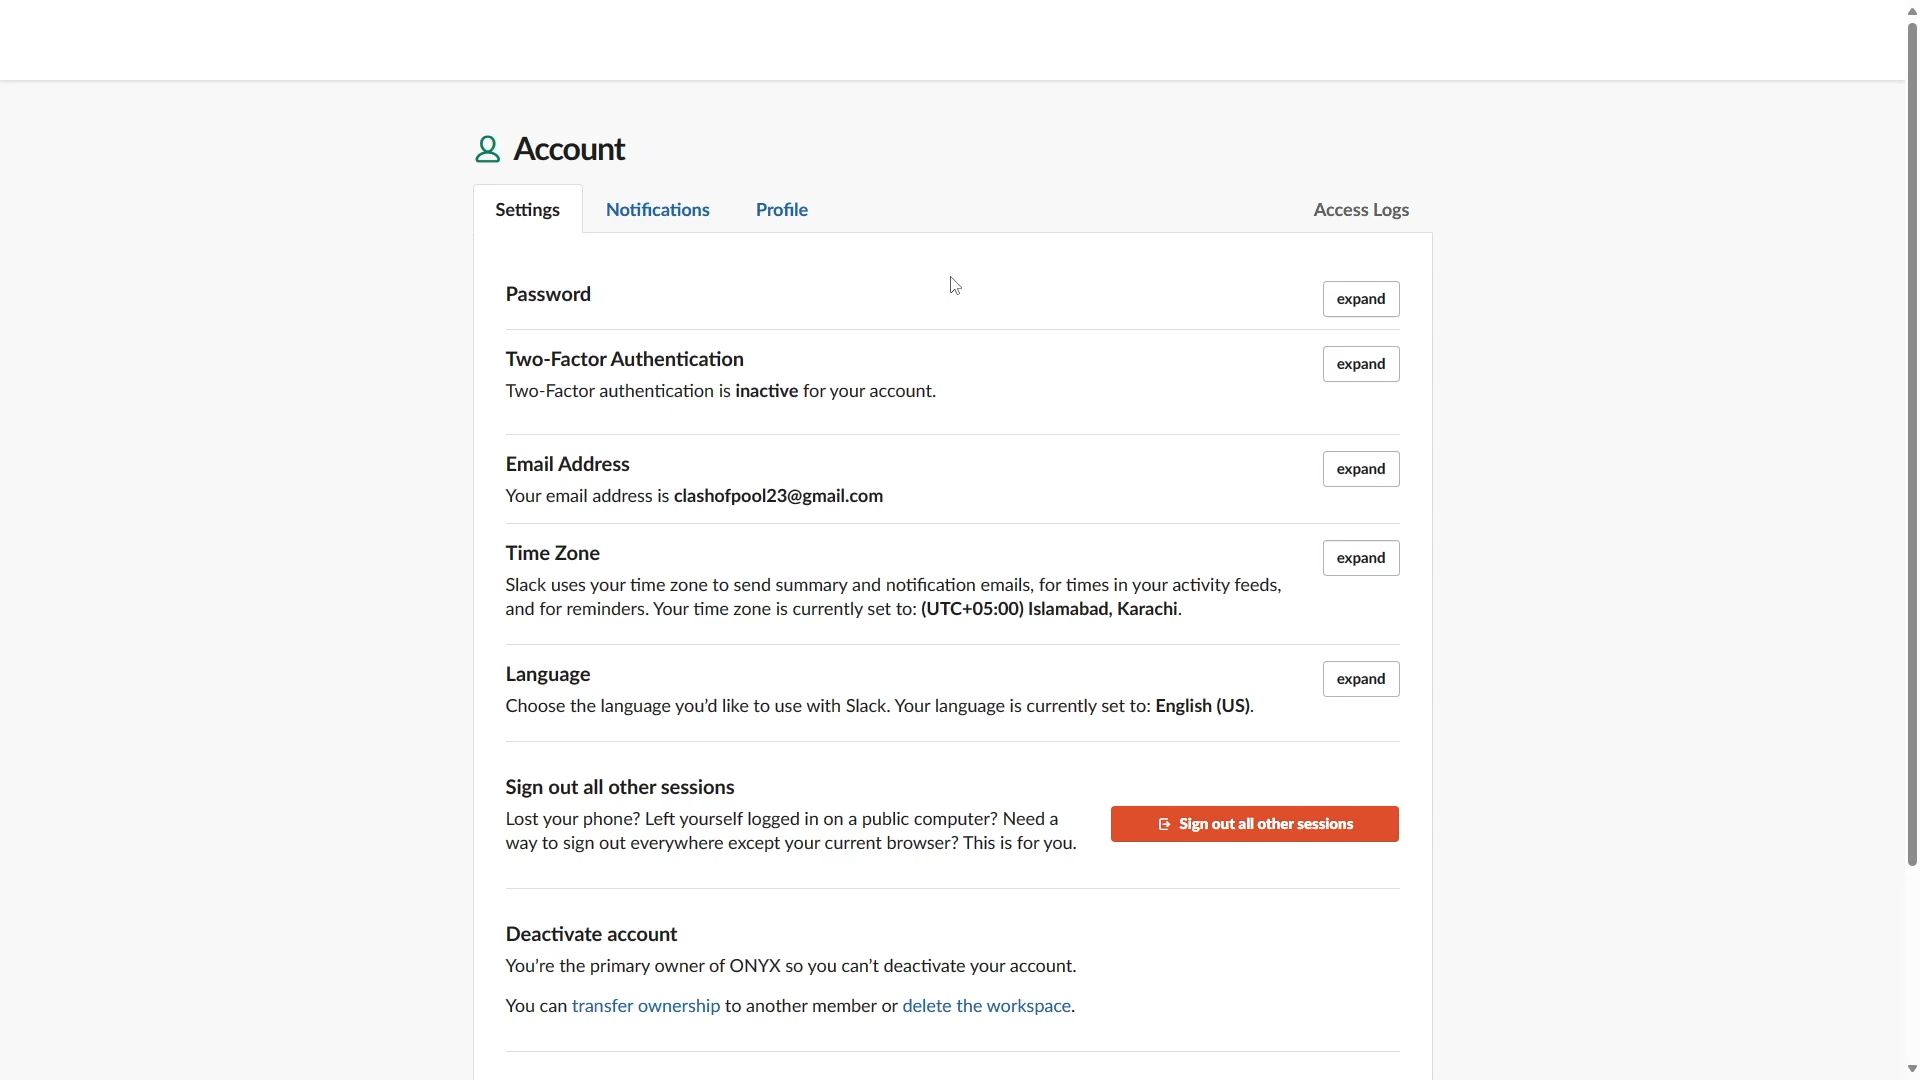 Account
Settings
Notifications
Profile
Access Logs
Password
expand
Two-Factor Authentication
expand
Two-Factor authentication is inactive for your account.
Email Address
expand
Your email address is clashofpool23@gmail.com
Time Zone
expand
Slack uses your time zone to send summary and notification emails, for times in your activity feeds,
and for reminders. Your time zone is currently set to: (UTC+05:00) Islamabad, Karachi.
Language
expand
Choose the language you’d like to use with Slack. Your language is currently set to: English (US).
Sign out all other sessions
Lost your phone? Left yourself logged in on a public computer? Need a
way to sign out everywhere except your current browser? This is for you.
Sign out all other sessions
Deactivate account
You’re the primary owner of ONYX so you can’t deactivate your account.
You can transfer ownership to another member or delete the workspace.